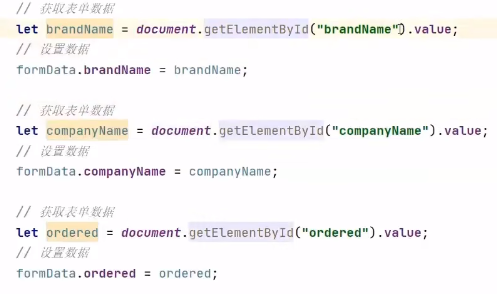 // 获取表单数据
let brandName = document.getElementById("brandName").value;
// 设置数据
formData.brandName = brandName;
// 获取表单数据
let companyName = document.getElementById("companyName").value;
// 设置数据
formData.companyName = companyName;
// 获取表单数据
let ordered = document.getElementById("ordered").value;
// 设置数据
formData.ordered = ordered;